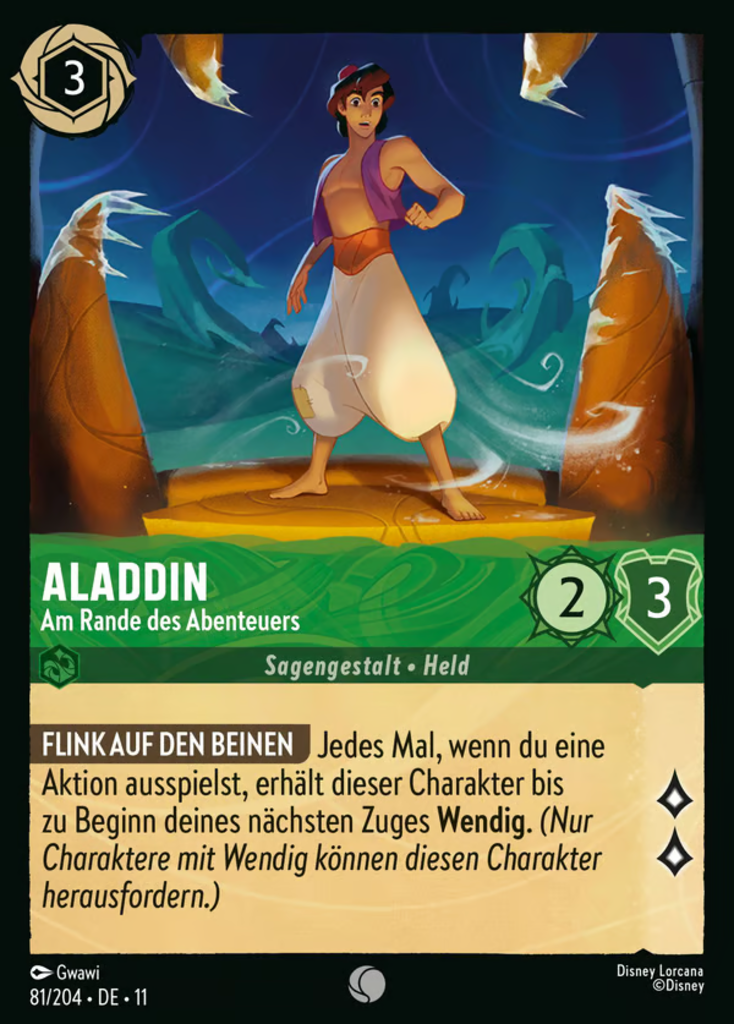 3
ALADDIN
Am Rande des Abenteuers
2
3
Sagengestalt • Held
FLINK AUF DEN BEINEN Jedes Mal, wenn du eine
Aktion ausspielst, erhält dieser Charakter bis
zu Beginn deines nächsten Zuges Wendig. (Nur
Charaktere mit Wendig können diesen Charakter
herausfordern.)
Gwawi
81/204 • DE • 11
Disney Lorcana
©Disney